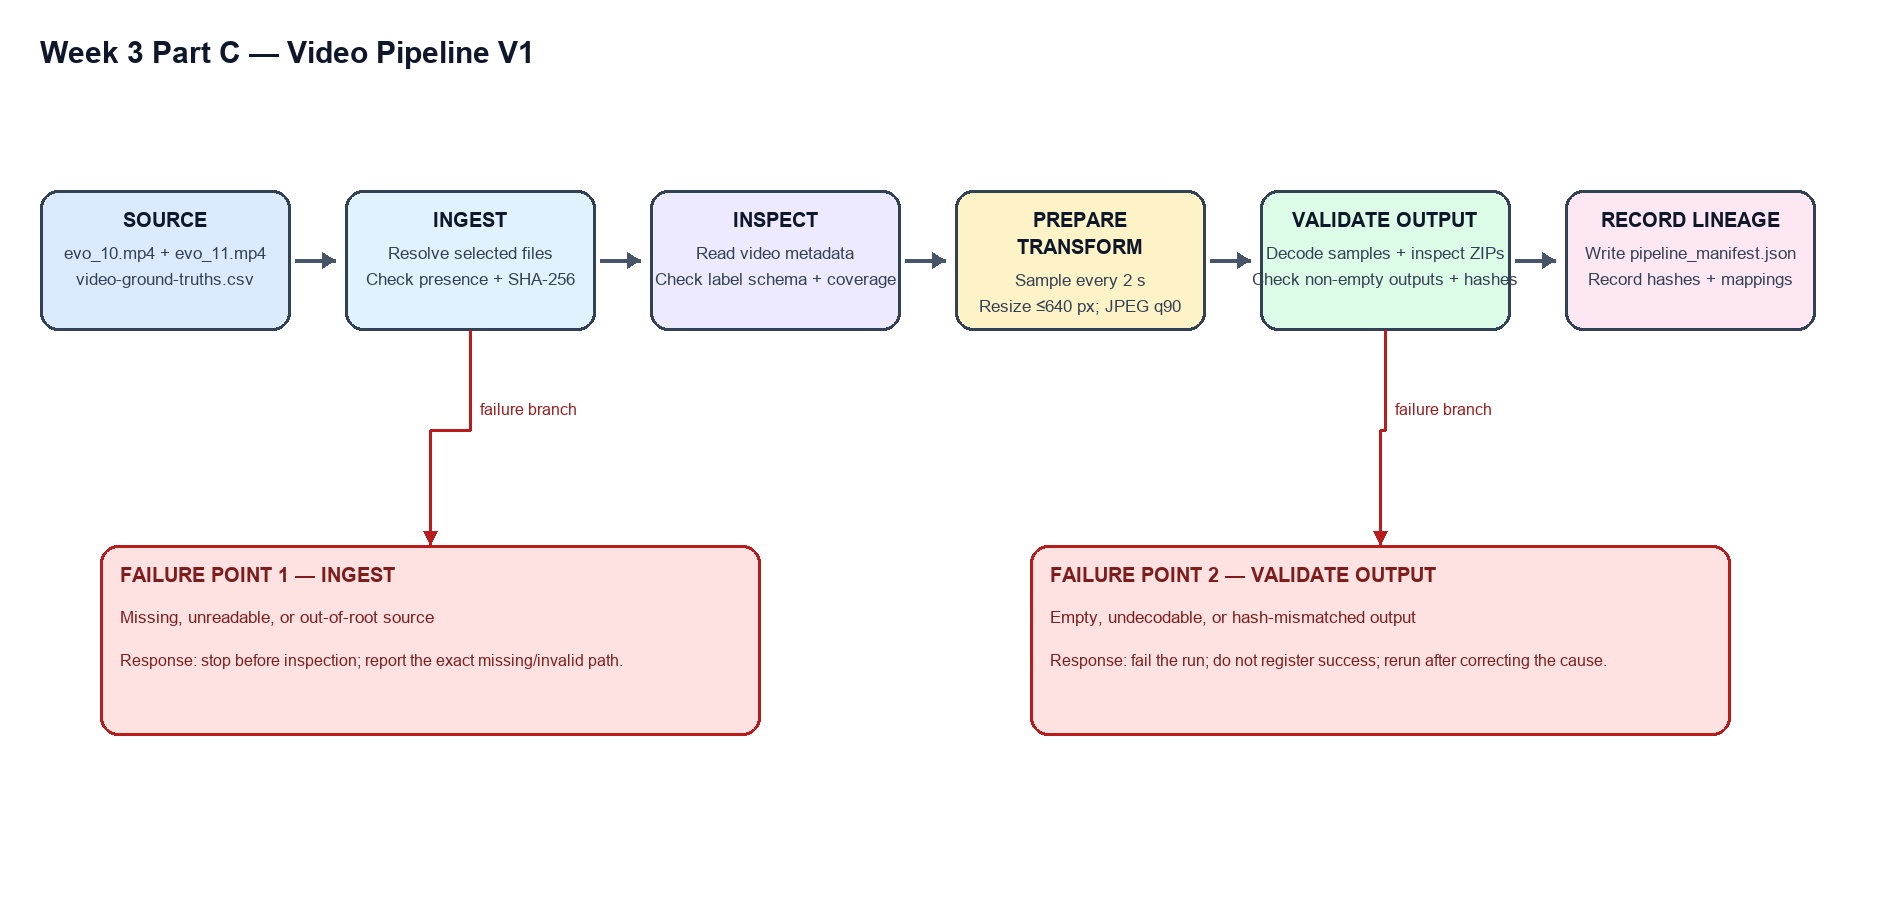 Week 3 Part C — Video Pipeline V1
SOURCE
evo_10.mp4 + evo_11.mp4
video-ground-truths.csv
INGEST
Resolve selected files
Check presence + SHA-256
INSPECT
Read video metadata
Check label schema + coverage
PREPARE
TRANSFORM
Sample every 2 s
Resize ≤640 px; JPEG q90
VALIDATE OUTPUT
Decode samples + inspect ZIPs
Check non-empty outputs + hashes
RECORD LINEAGE
Write pipeline_manifest.json
Record hashes + mappings
failure branch
failure branch
FAILURE POINT 1 — INGEST
Missing, unreadable, or out-of-root source
Response: stop before inspection; report the exact missing/invalid path.
FAILURE POINT 2 — VALIDATE OUTPUT
Empty, undecodable, or hash-mismatched output
Response: fail the run; do not register success; rerun after correcting the cause.